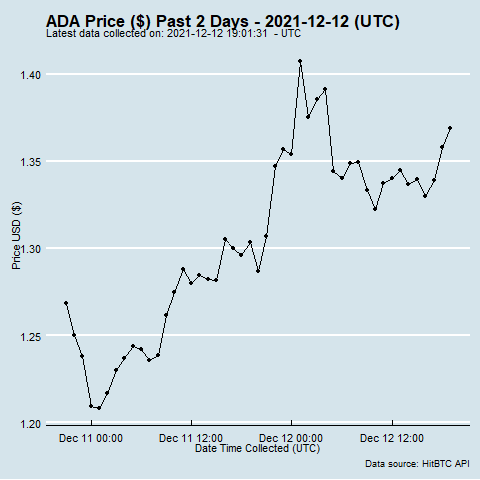 ADA Price ($) Past 2 Days - 2021-12-12 (UTC)
Latest data collected on: 2021-12-12 19:01:31  - UTC
1.40
1.35
1.30
1.25
1.20
Price USD ($)
Dec 11 00:00
Dec 11 12:00
Dec 12 00:00
Dec 12 12:00
Date Time Collected (UTC)
Data source: HitBTC API